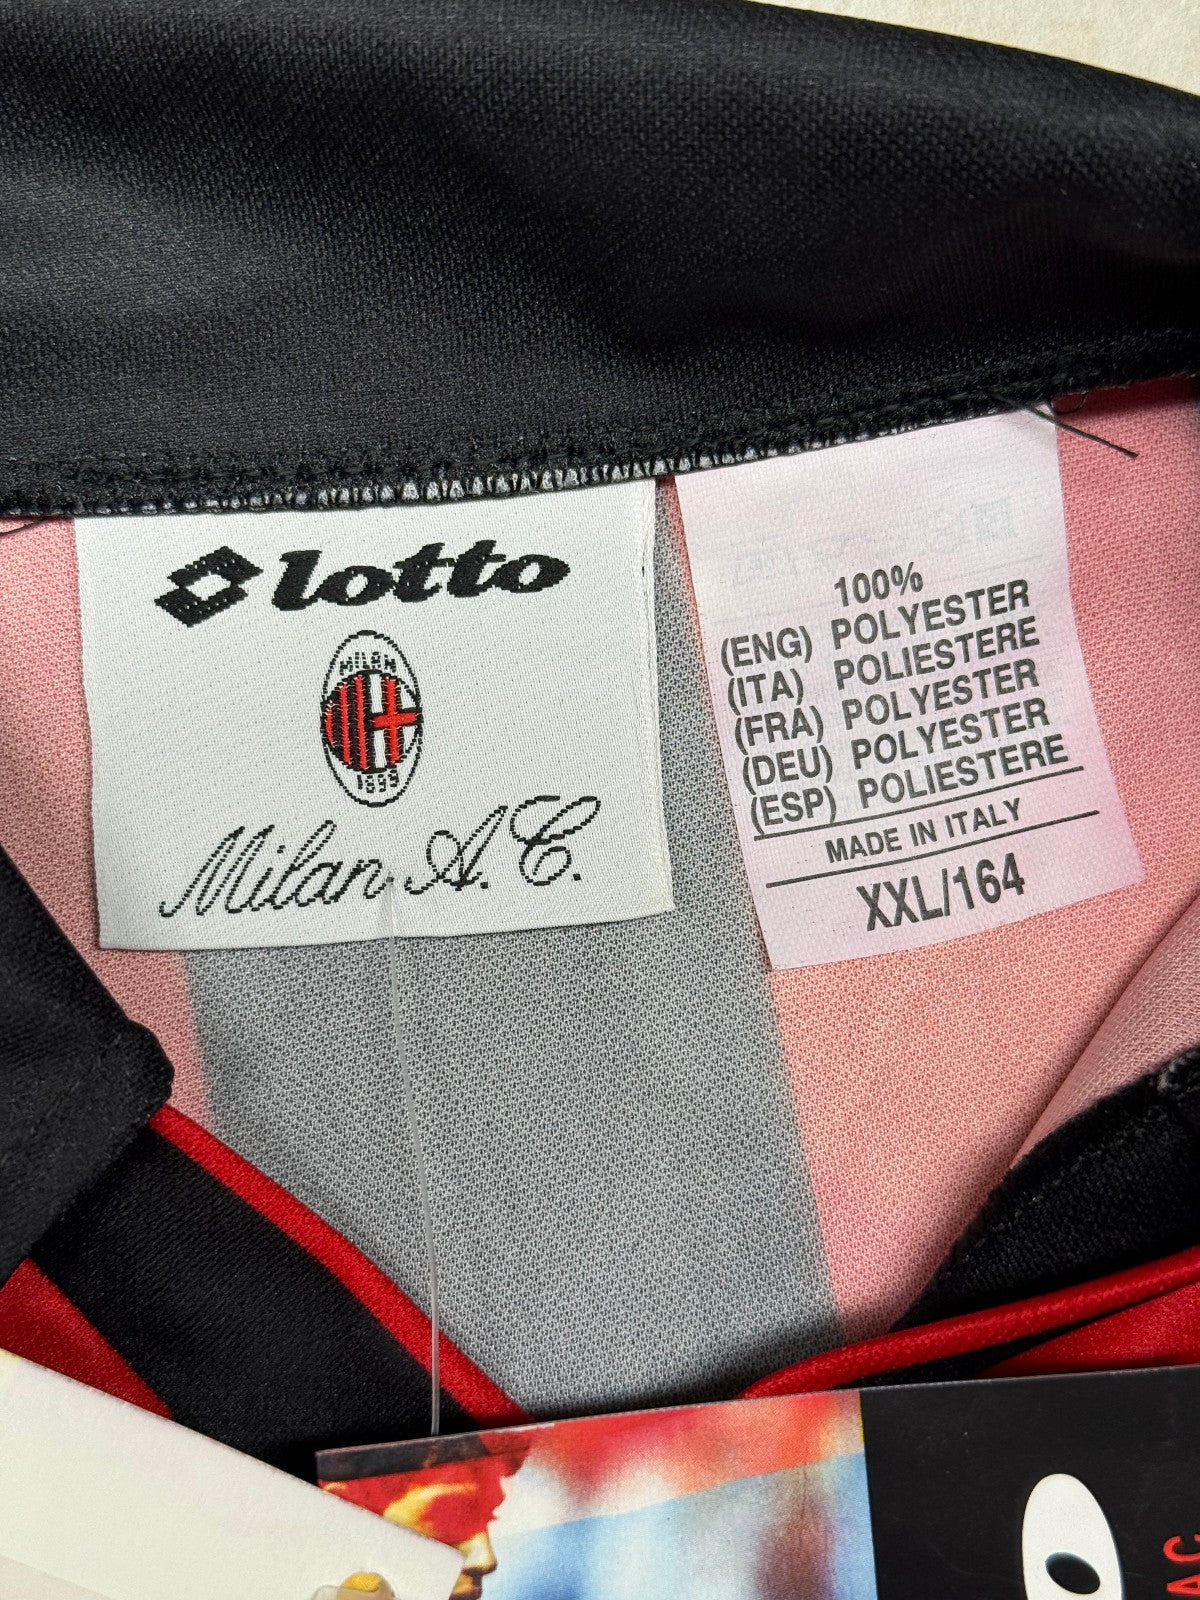 lotto
MILAN
1899
Milan A.C.
100%
(ENG) POLYESTER
(ITA) POLIESTERE
(FRA) POLYESTER
(DEU) POLYESTER
(ESP) POLIESTERE
MADE IN ITALY
XXL/164
AC